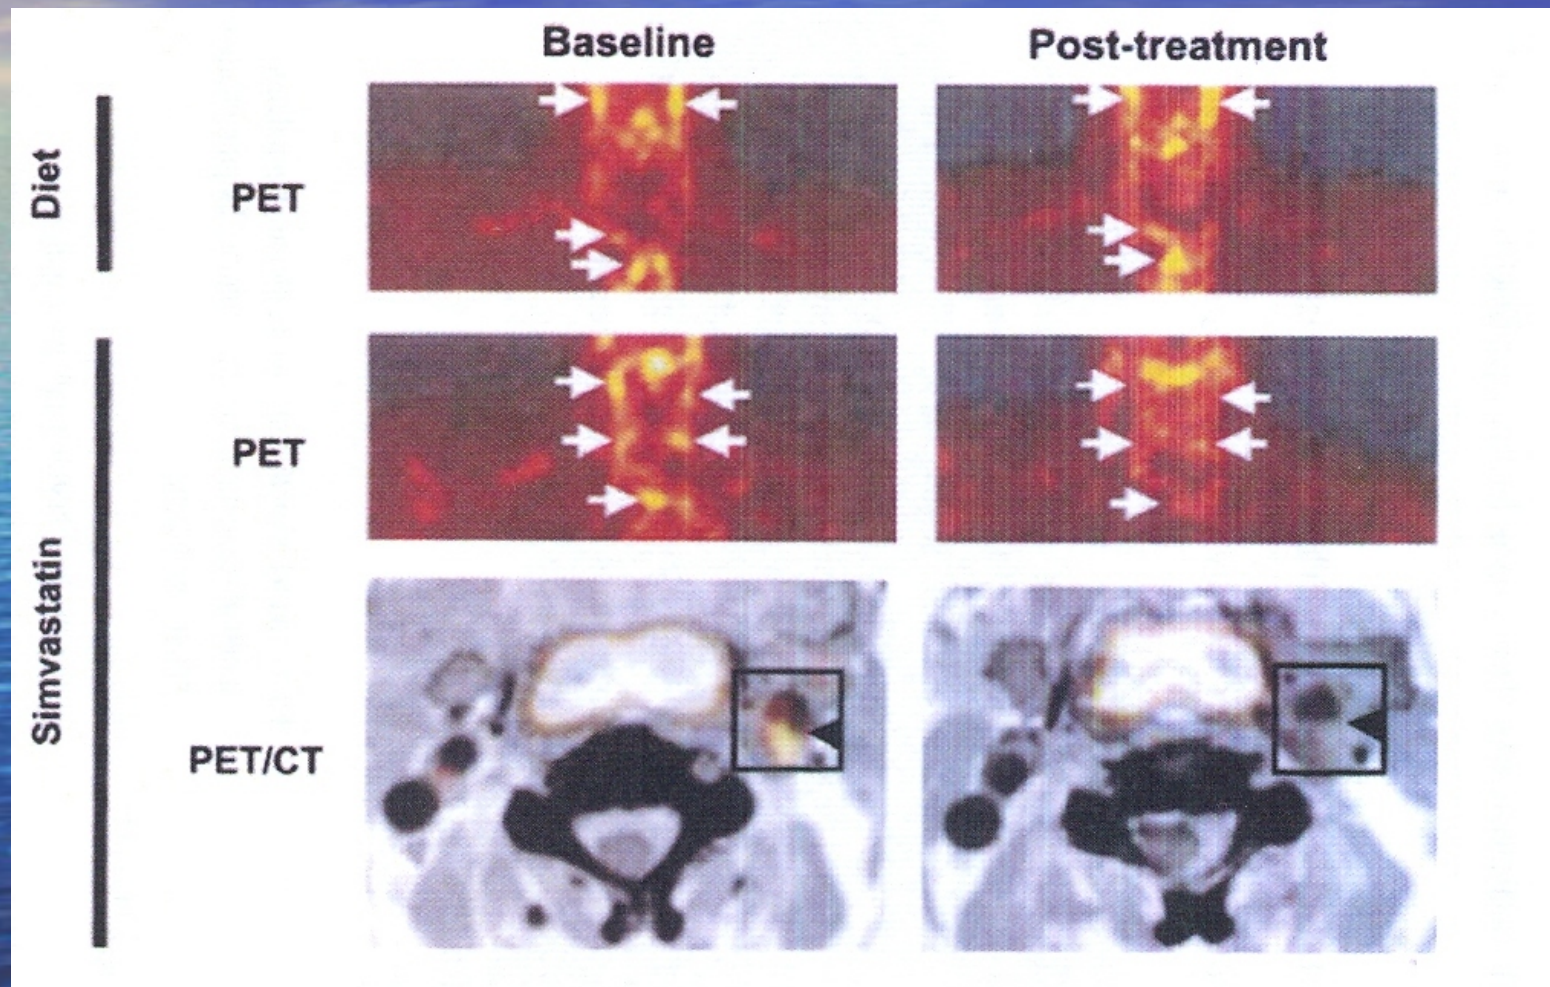 Baseline Post-treatment
Diet
PET
Simvastatin
PET
PET/CT